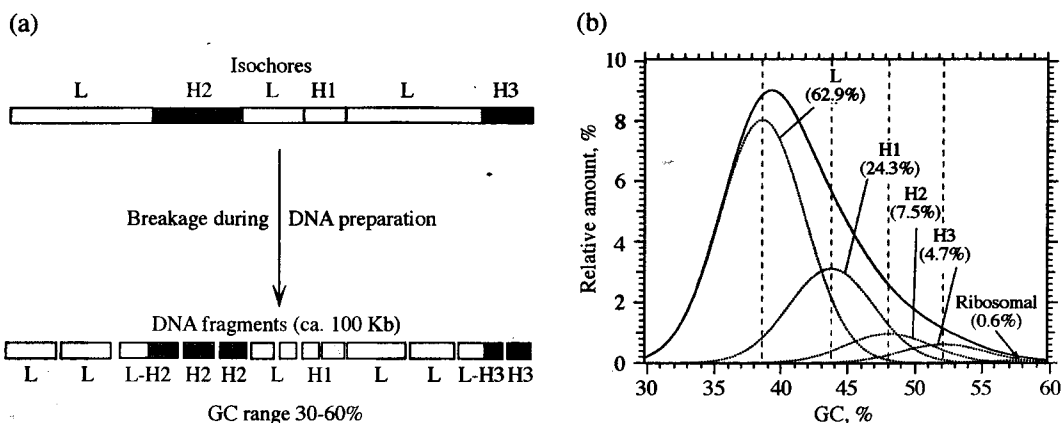 (a)
Isochores
L H2 L H1 L H3
Breakage during DNA preparation
DNA fragments (ca. 100 Kb)
L L L-H2 H2 H2 L H1 L L L-H3 H3
GC range 30-60%
(b)
10
8
6
4
2
0
Relative amount, %
L
(62.9%)
H1
(24.3%)
H2
(7.5%)
H3
(4.7%)
Ribosomal
(0.6%)
30 35 40 45 50 55 60
GC, %